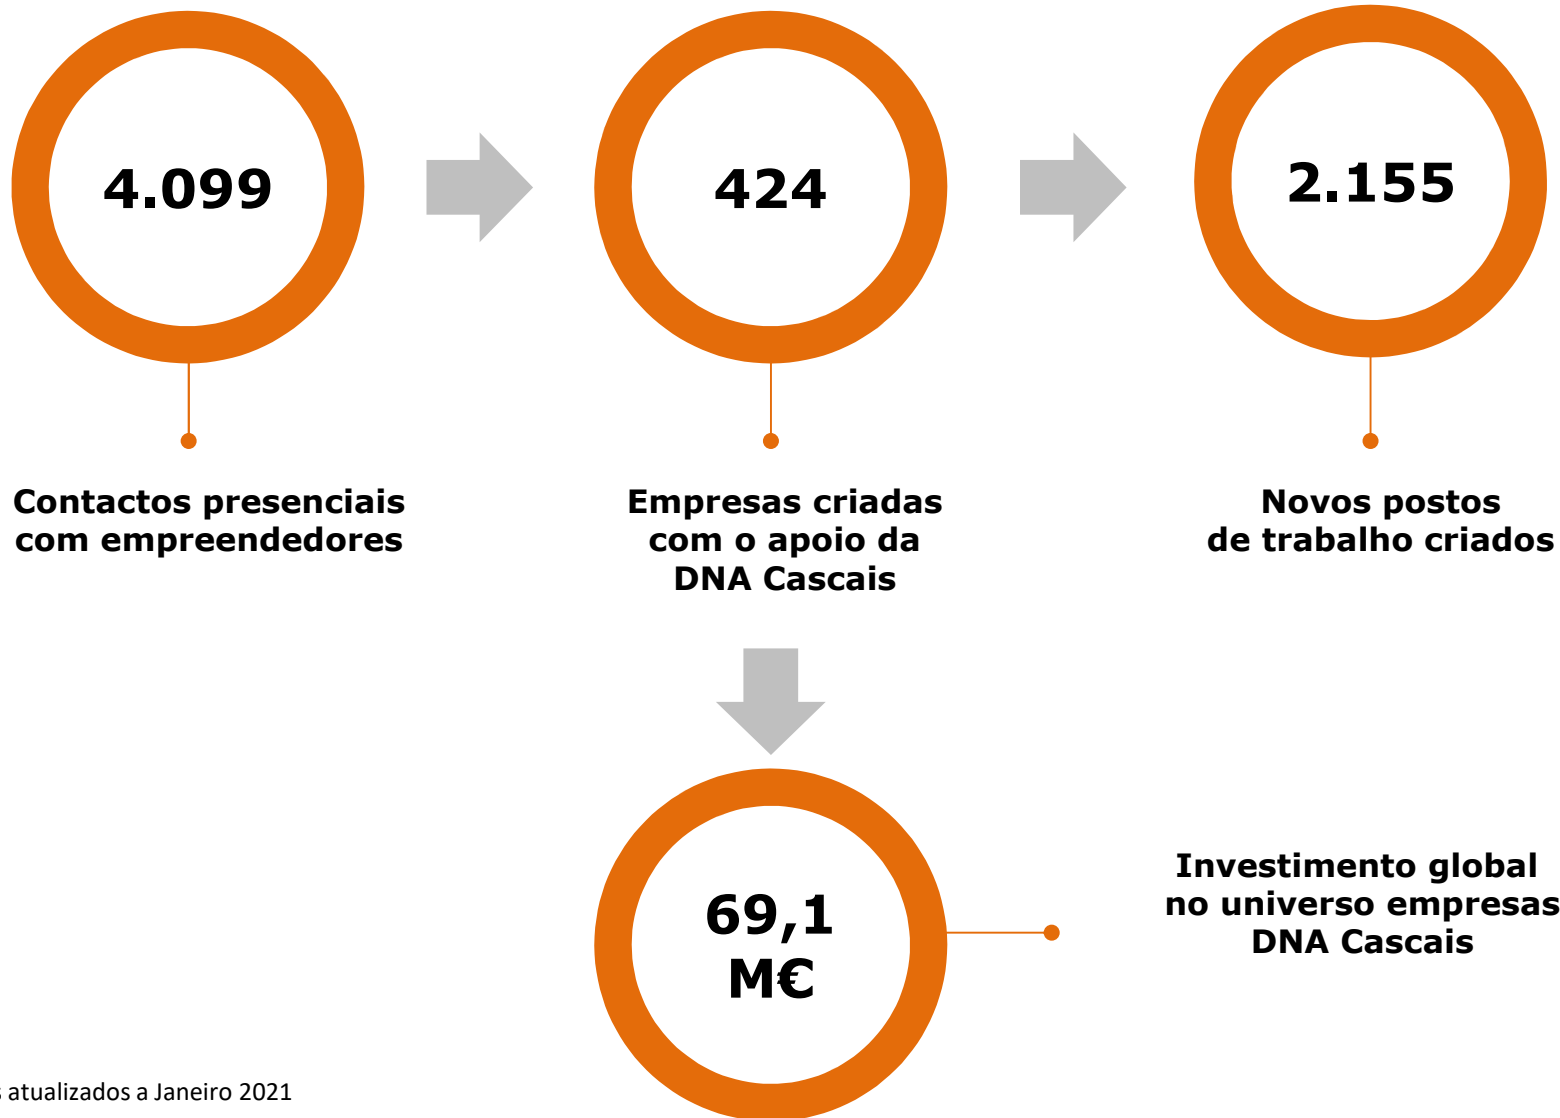 4.099
424
2.155
Contactos presenciais
com empreendedores
Empresas criadas
com o apoio da
DNA Cascais
Novos postos
de trabalho criados
69,1
M€
Investimento global
no universo empresas
DNA Cascais
atualizados a Janeiro 2021